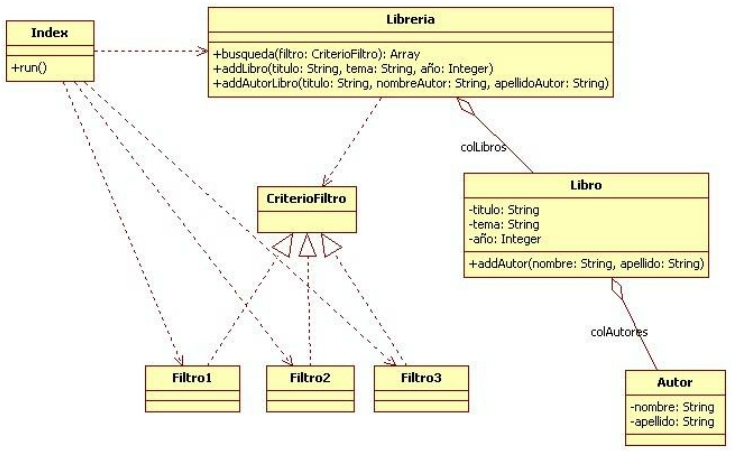 Index
+run()
Libreria
+busqueda(filtro: CriterioFiltro): Array
+addLibro(titulo: String, tema: String, año: Integer)
+addAutorLibro(titulo: String, nombreAutor: String, apellidoAutor: String)
colLibros
CriterioFiltro
Libro
-titulo: String
-tema: String
-año: Integer
+addAutor(nombre: String, apellido: String)
colAutores
Filtro1
Filtro2
Filtro3
Autor
-nombre: String
-apellido: String